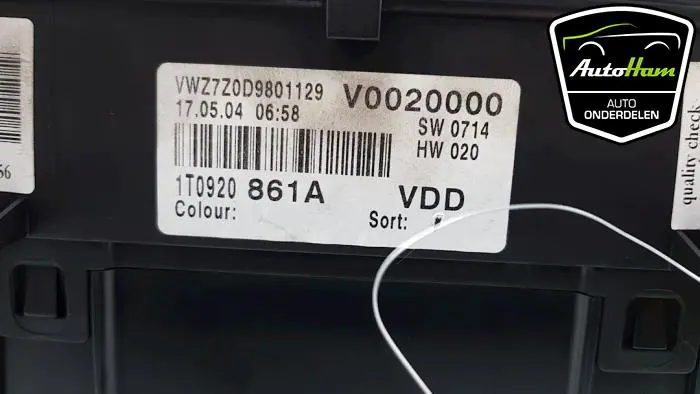 VWZ7Z0D9801129 V0020000
17.05.04 06:58 SW 0714
HW 020
1T0920 861A VDD
Colour: Sort:
56
quality check
AutoHam
AUTO
ONDERDELEN